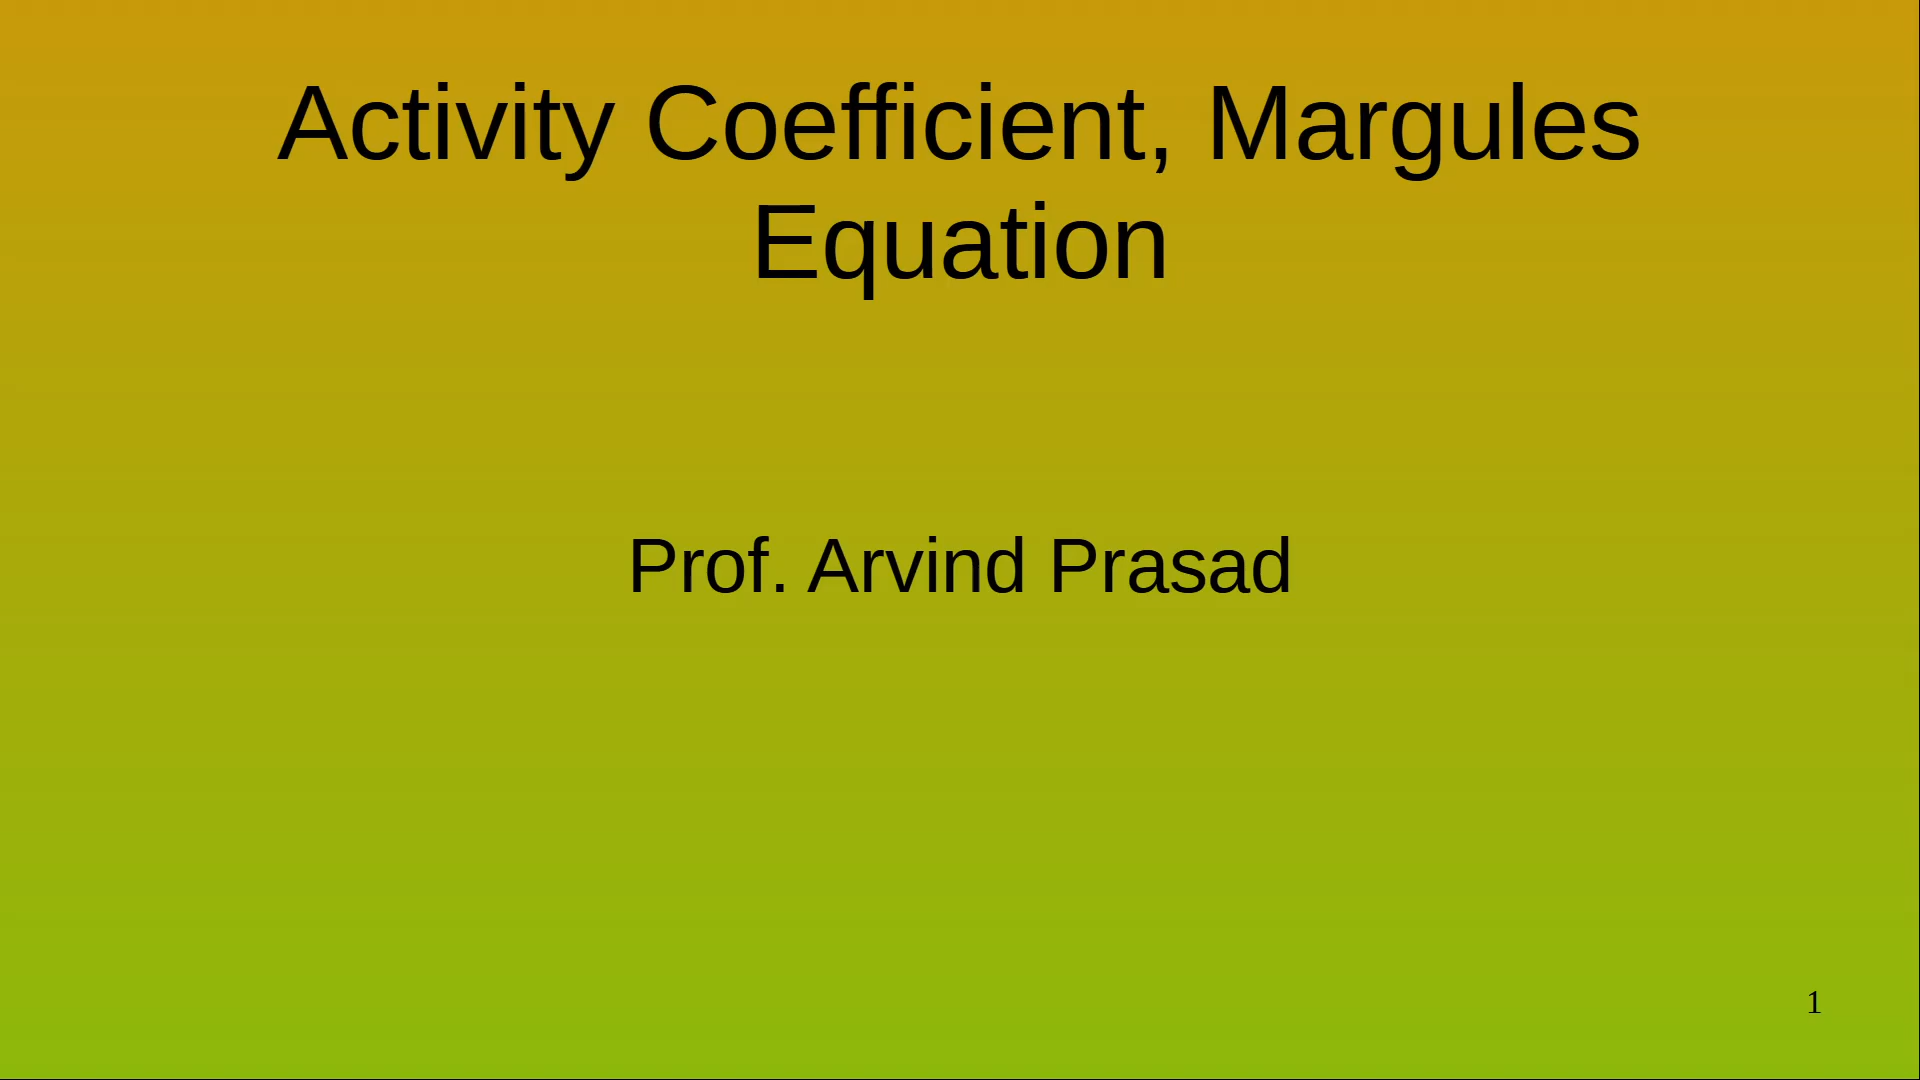 Activity Coefficient, Margules
Equation
Prof. Arvind Prasad
1